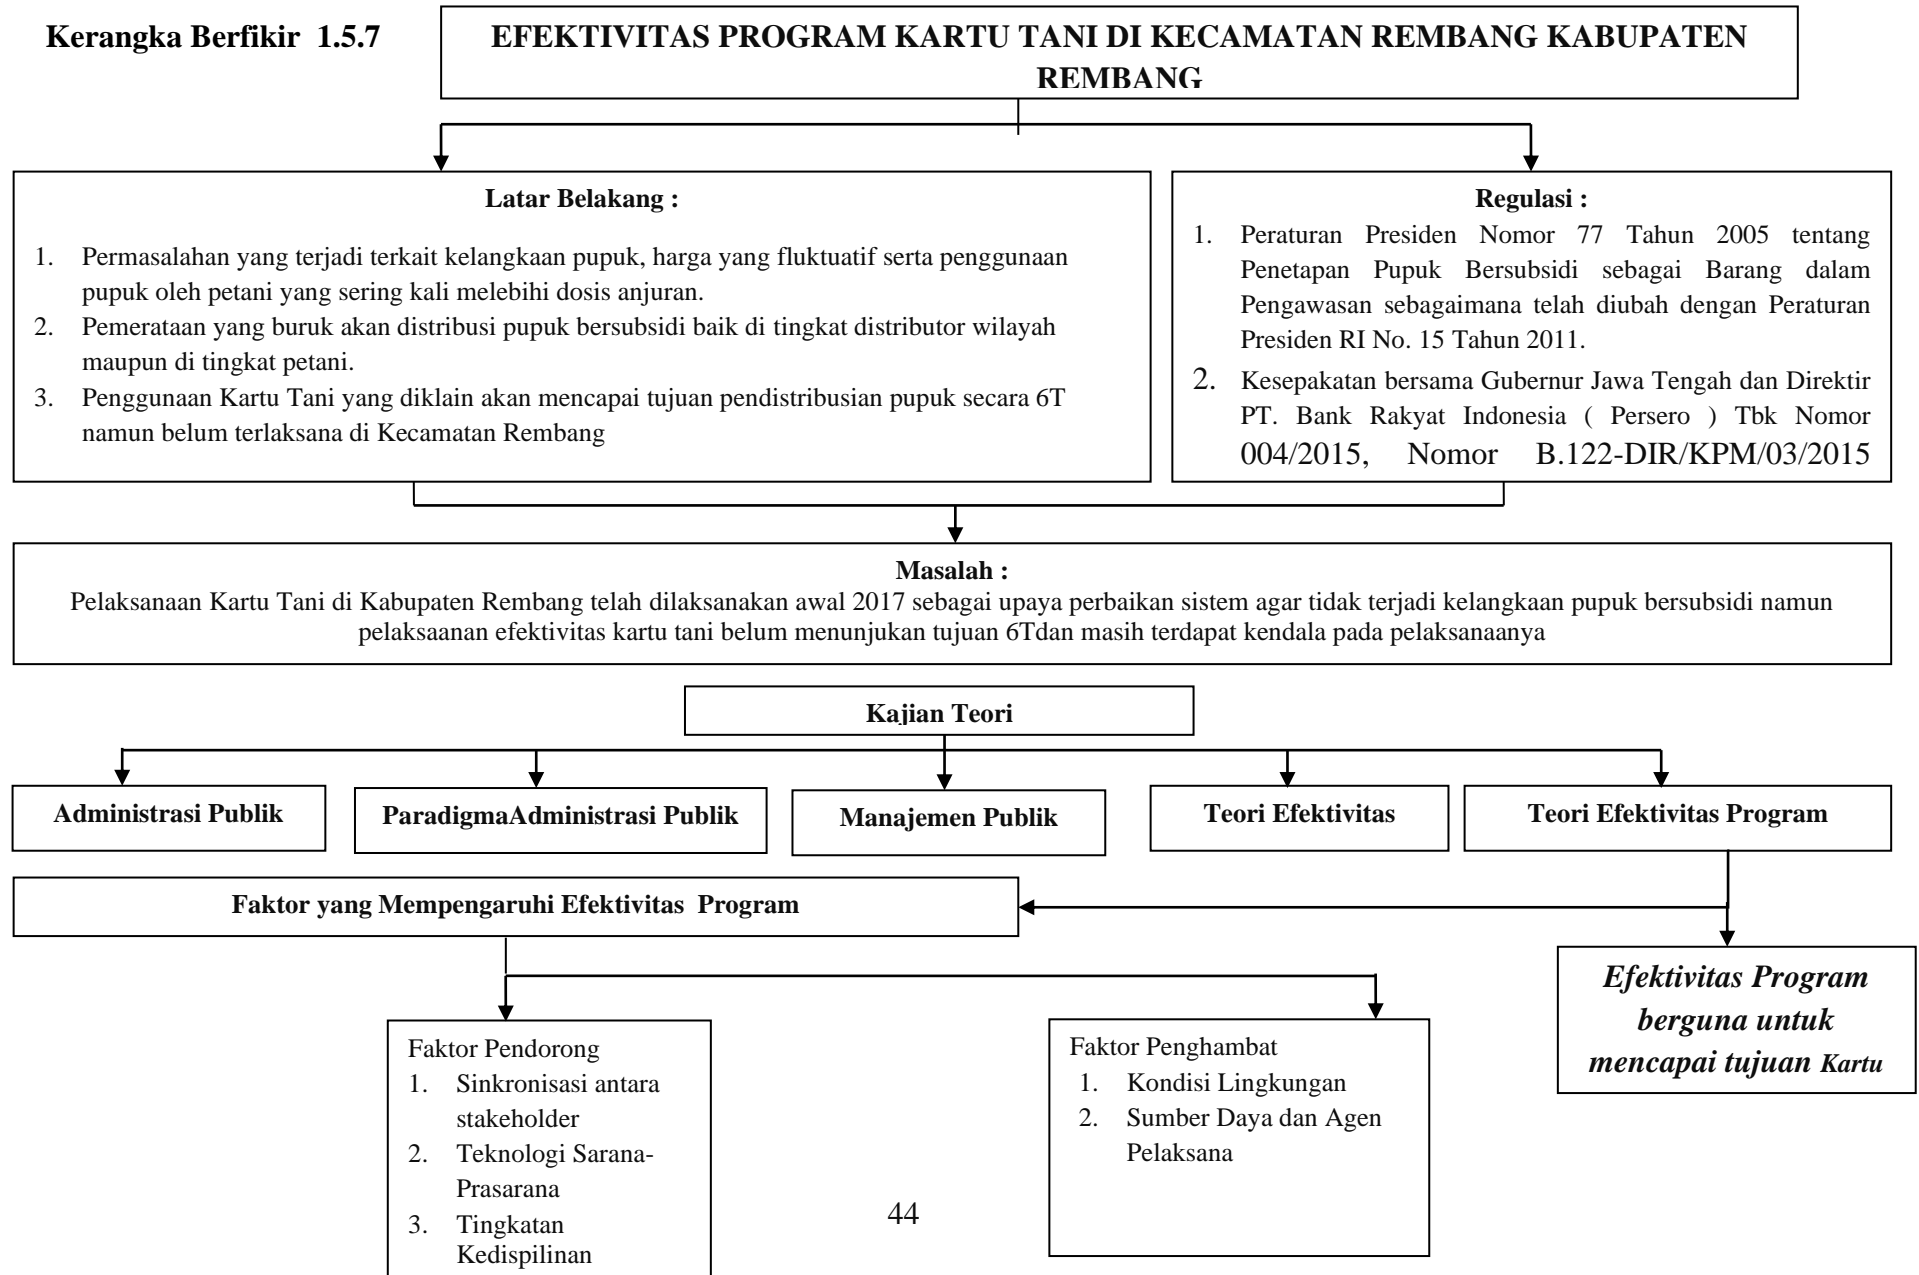 Kerangka Berfikir 1.5.7
EFEKTIVITAS PROGRAM KARTU TANI DI KECAMATAN REMBANG KABUPATEN
REMBANG
Latar Belakang :
1. Permasalahan yang terjadi terkait kelangkaan pupuk, harga yang fluktuatif serta penggunaan
pupuk oleh petani yang sering kali melebihi dosis anjuran.
2. Pemerataan yang buruk akan distribusi pupuk bersubsidi baik di tingkat distributor wilayah
maupun di tingkat petani.
3. Penggunaan Kartu Tani yang diklain akan mencapai tujuan pendistribusian pupuk secara 6T
namun belum terlaksana di Kecamatan Rembang
Regulasi :
1. Peraturan Presiden Nomor 77 Tahun 2005 tentang
Penetapan Pupuk Bersubsidi sebagai Barang dalam
Pengawasan sebagaimana telah diubah dengan Peraturan
Presiden RI No. 15 Tahun 2011.
2. Kesepakatan bersama Gubernur Jawa Tengah dan Direktir
PT. Bank Rakyat Indonesia ( Persero ) Tbk Nomor
004/2015, Nomor B.122-DIR/KPM/03/2015
Masalah :
Pelaksanaan Kartu Tani di Kabupaten Rembang telah dilaksanakan awal 2017 sebagai upaya perbaikan sistem agar tidak terjadi kelangkaan pupuk bersubsidi namun
pelaksaanan efektivitas kartu tani belum menunjukan tujuan 6Tdan masih terdapat kendala pada pelaksanaanya
Kajian Teori
Administrasi Publik
ParadigmaAdministrasi Publik
Manajemen Publik
Teori Efektivitas
Teori Efektivitas Program
Faktor yang Mempengaruhi Efektivitas Program
Efektivitas Program
berguna untuk
mencapai tujuan Kartu
Faktor Pendorong
1. Sinkronisasi antara
stakeholder
2. Teknologi Sarana-
Prasarana
3. Tingkatan
Kedispilinan
Faktor Penghambat
1. Kondisi Lingkungan
2. Sumber Daya dan Agen
Pelaksana
44